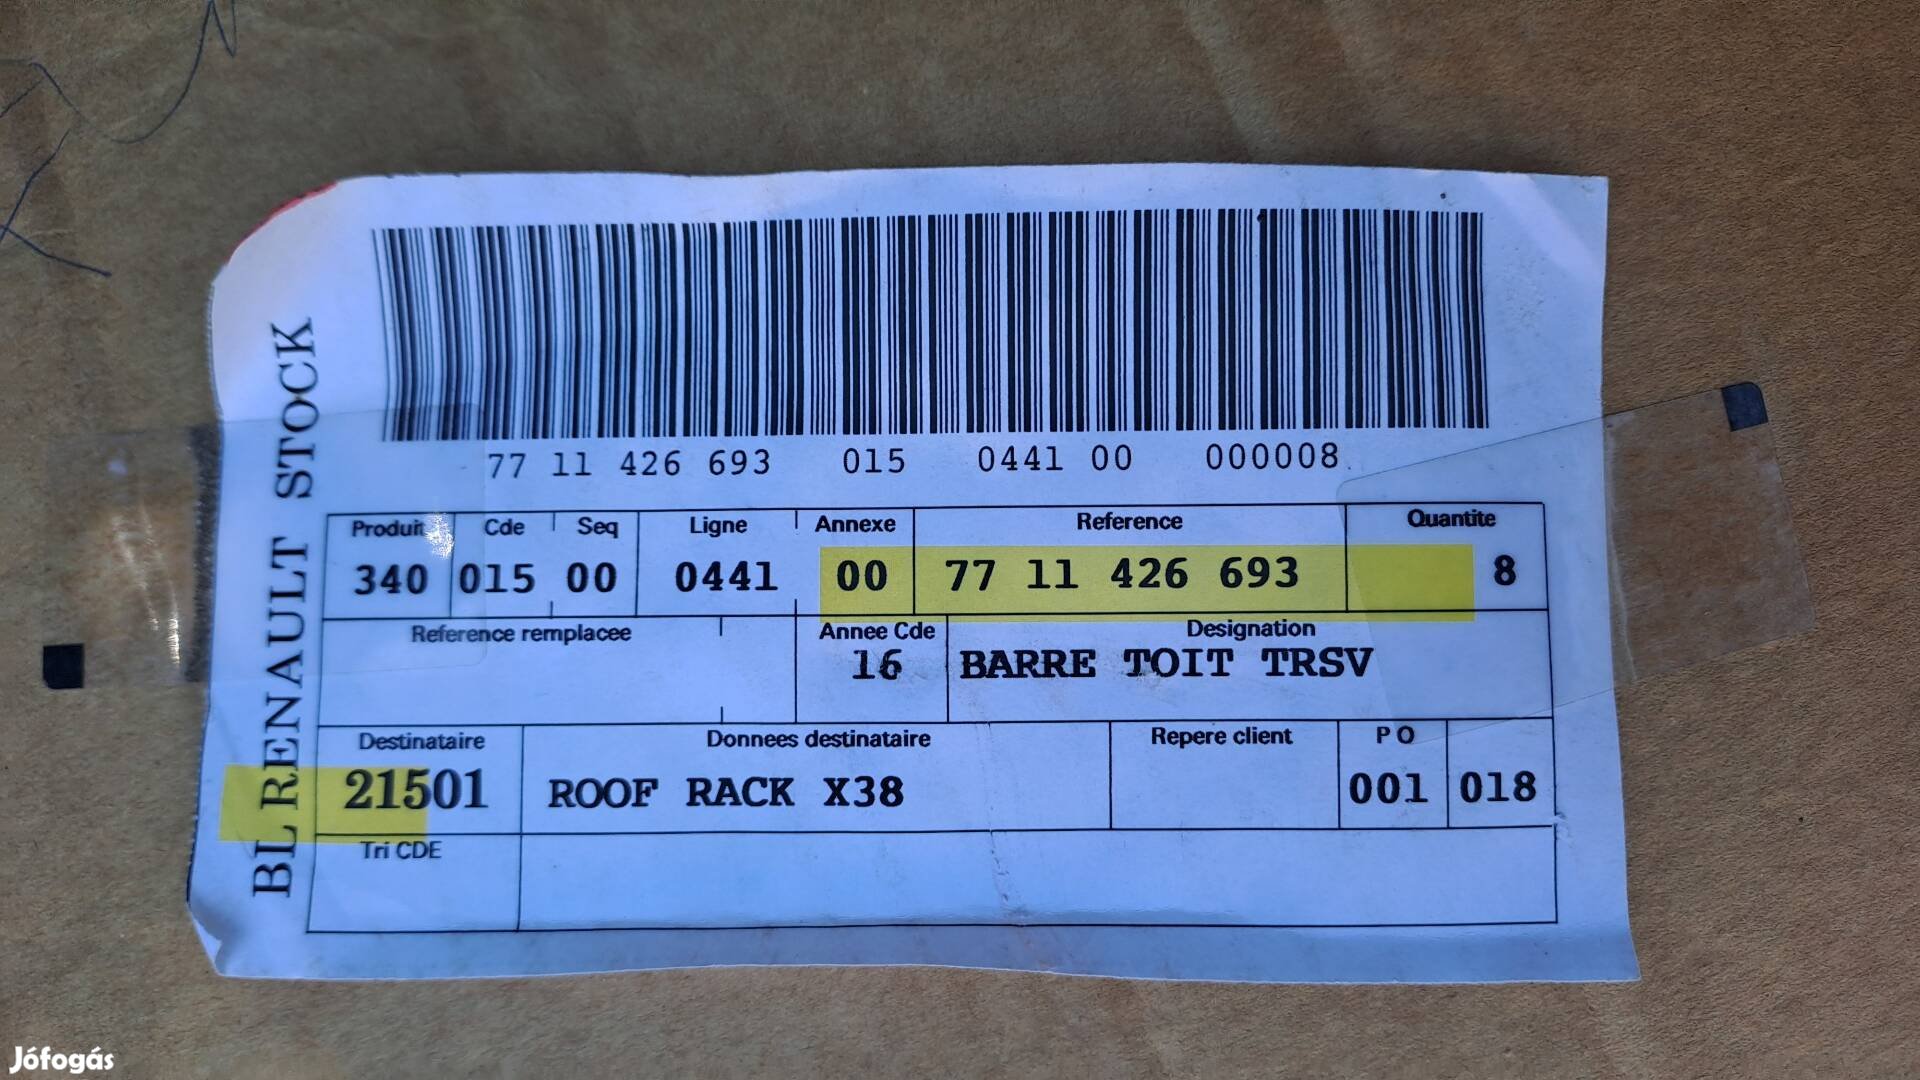 BL RENAULT STOCK
77 11 426 693 015 0441 00 000008
Produit Cde Seq Ligne Annexe Reference Quantite
340 015 00 0441 00 77 11 426 693 8
Reference remplacee Annee Cde Designation
16 BARRE TOIT TRSV
Destinataire Donnees destinataire Repere client P O
21501 ROOF RACK X38 001 018
Tri CDE
Jófogás